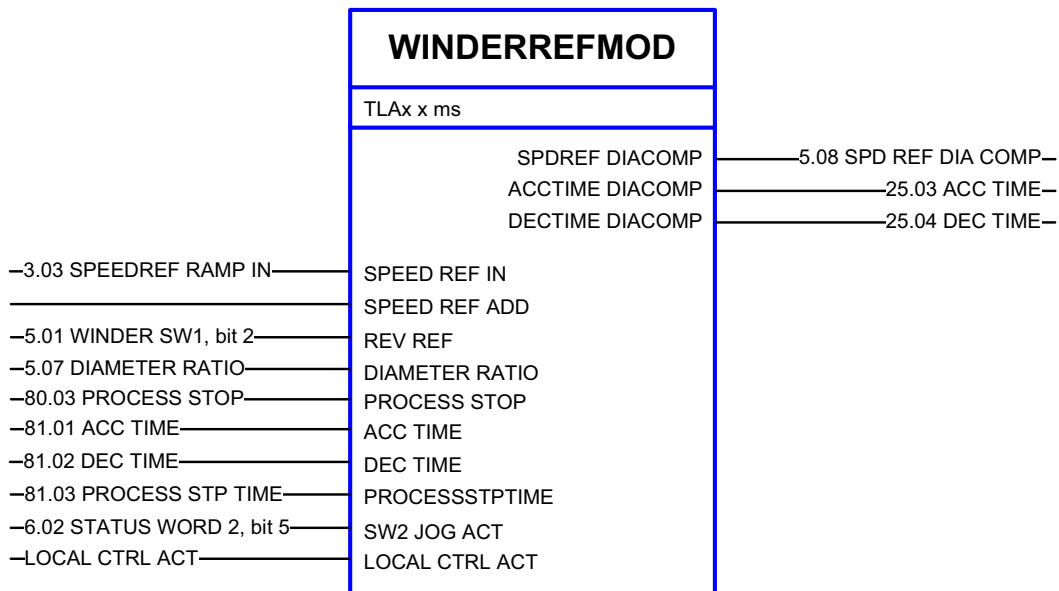 WINDERREFMOD
TLAx x ms
SPDREF DIACOMP 5.08 SPD REF DIA COMP
ACCTIME DIACOMP 25.03 ACC TIME
DECTIME DIACOMP 25.04 DEC TIME
3.03 SPEEDREF RAMP IN SPEED REF IN
SPEED REF ADD
5.01 WINDER SW1, bit 2 REV REF
5.07 DIAMETER RATIO DIAMETER RATIO
80.03 PROCESS STOP PROCESS STOP
81.01 ACC TIME ACC TIME
81.02 DEC TIME DEC TIME
81.03 PROCESS STP TIME PROCESSSTPTIME
6.02 STATUS WORD 2, bit 5 SW2 JOG ACT
LOCAL CTRL ACT LOCAL CTRL ACT